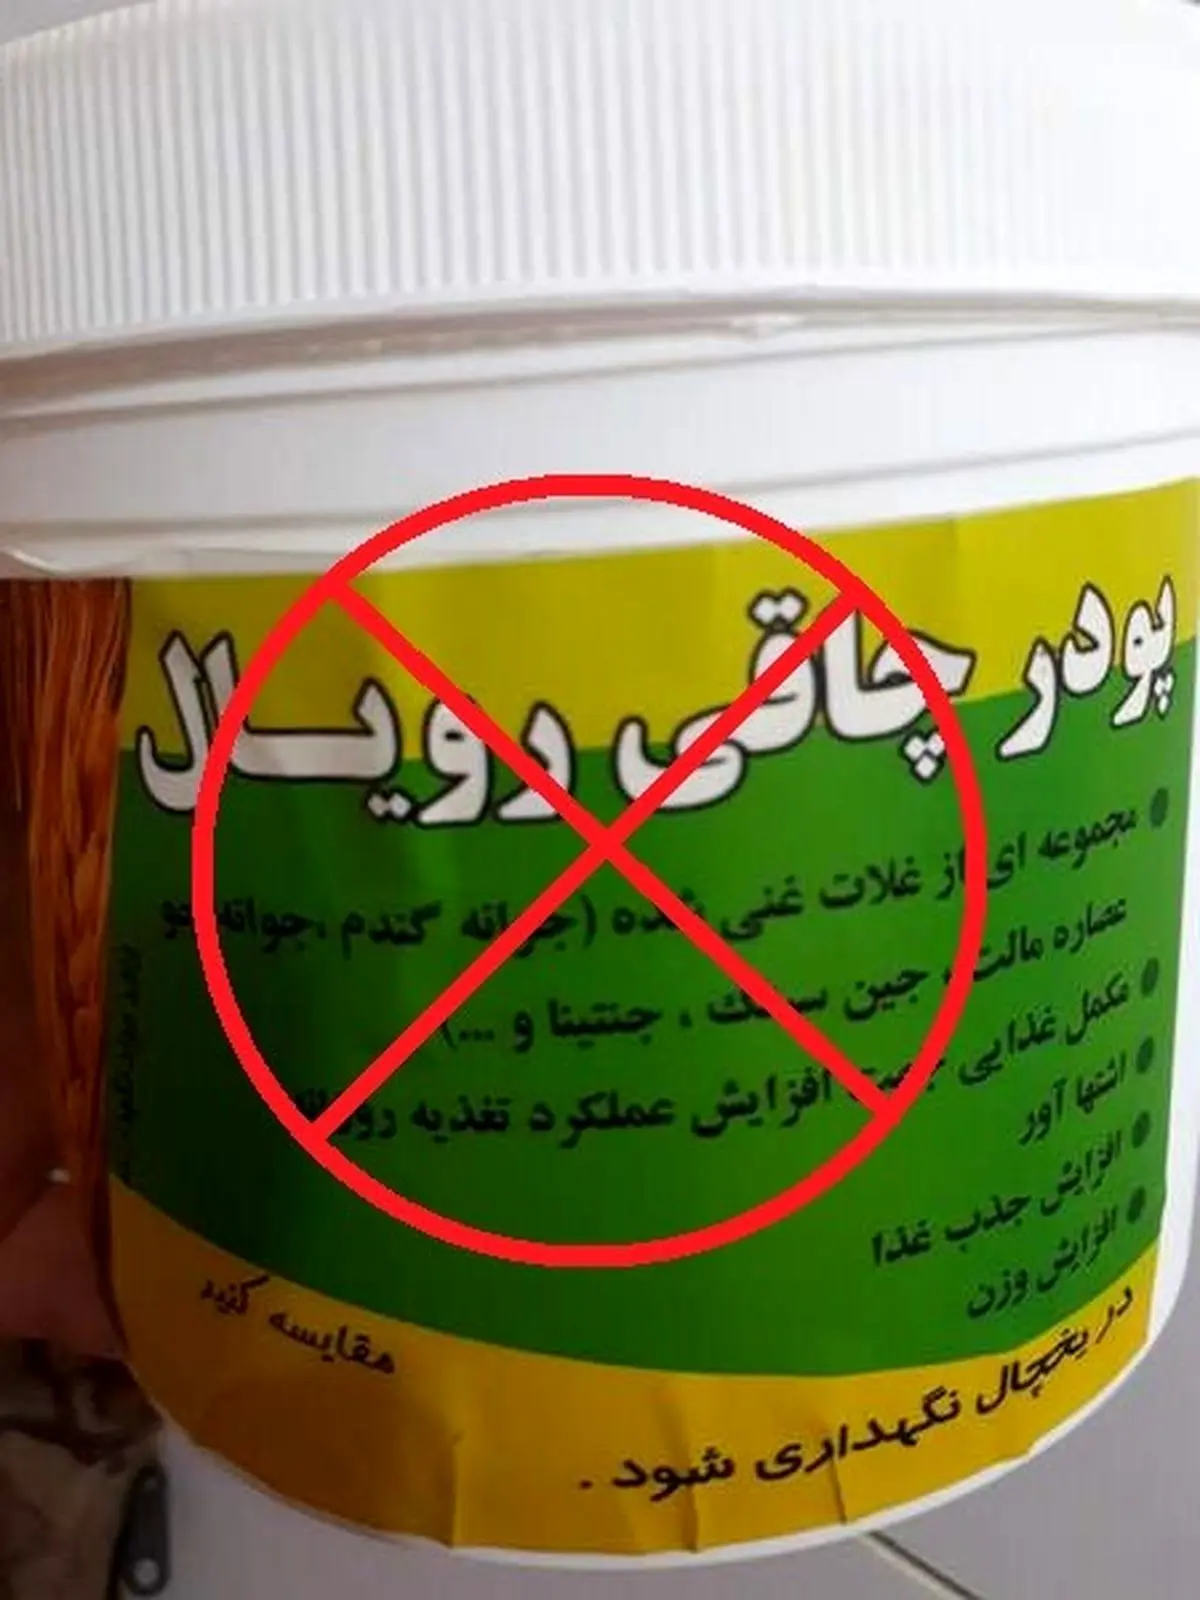 پودر چاقی رویال
مجموعه ای از غلات غنی شده (جوانه گندم ،جوانه جو
عصاره مالت ، جین سنگ ، جنتینا و ...)
مکمل غذایی جهت افزایش عملکرد تغذیه روزانه
اشتها آور
افزایش جذب غذا
افزایش وزن
مقایسه کنید
در یخچال نگهداری شود .